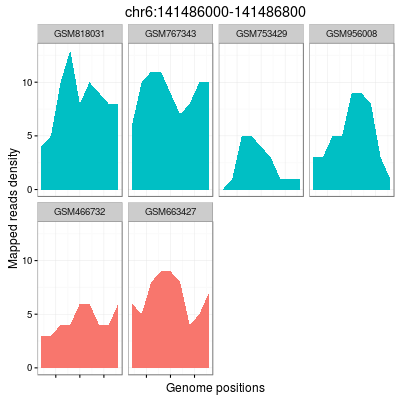 chr6:141486000-141486800
GSM818031 GSM767343 GSM753429 GSM956008
10
5
0
GSM466732 GSM663427
10
5
0
Mapped reads density
Genome positions